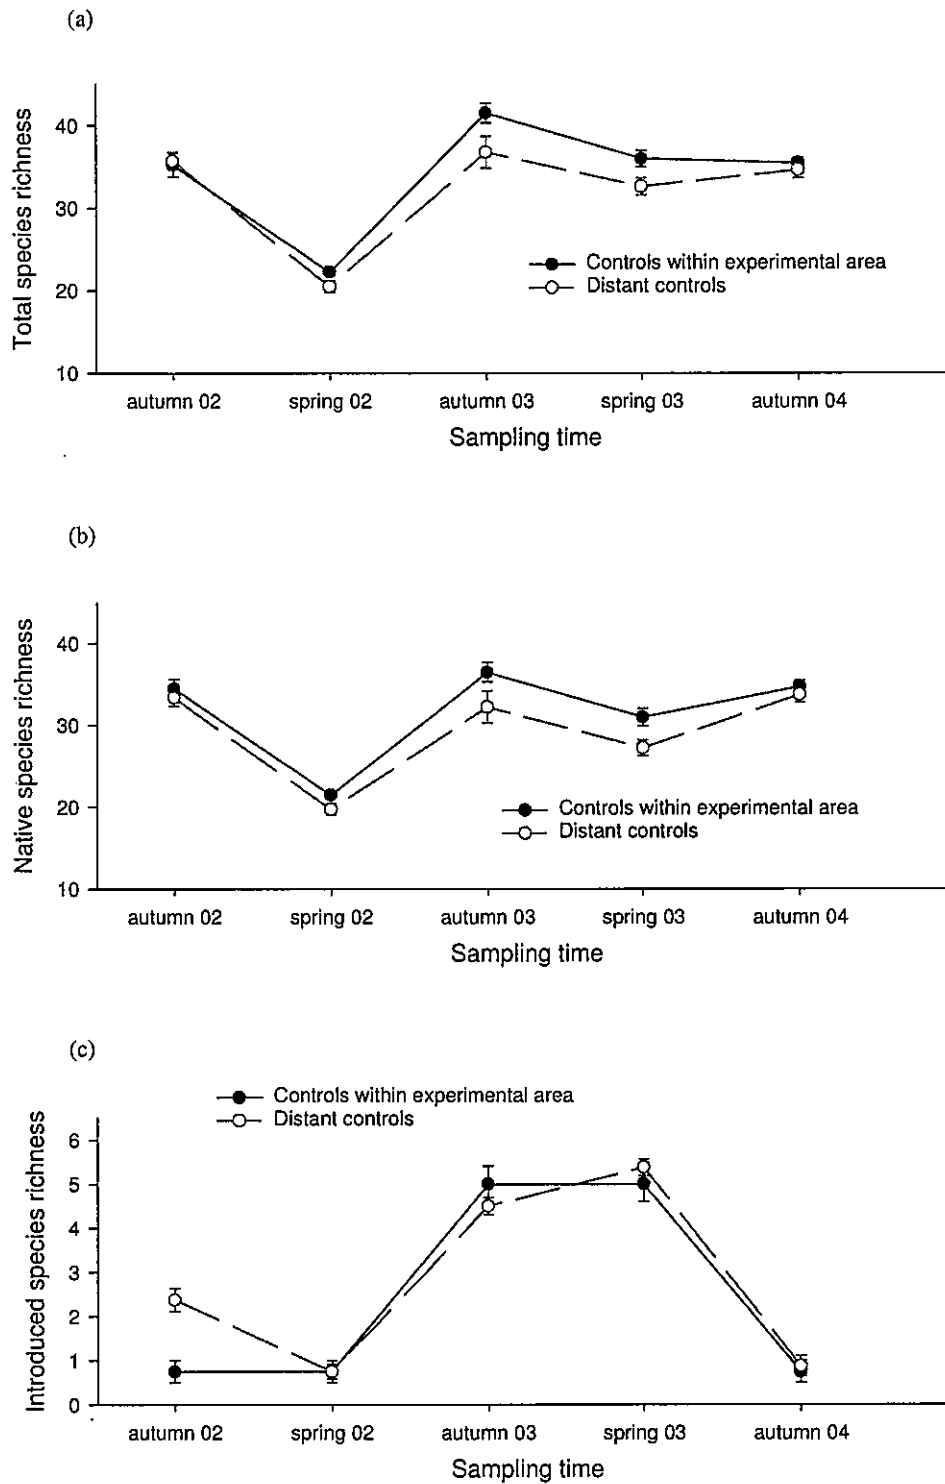 (a)
Total species richness
40
30
20
10
Controls within experimental area
Distant controls
autumn 02 spring 02 autumn 03 spring 03 autumn 04
Sampling time
(b)
Native species richness
40
30
20
10
Controls within experimental area
Distant controls
autumn 02 spring 02 autumn 03 spring 03 autumn 04
Sampling time
(c)
Controls within experimental area
Distant controls
Introduced species richness
6
5
4
3
2
1
0
autumn 02 spring 02 autumn 03 spring 03 autumn 04
Sampling time